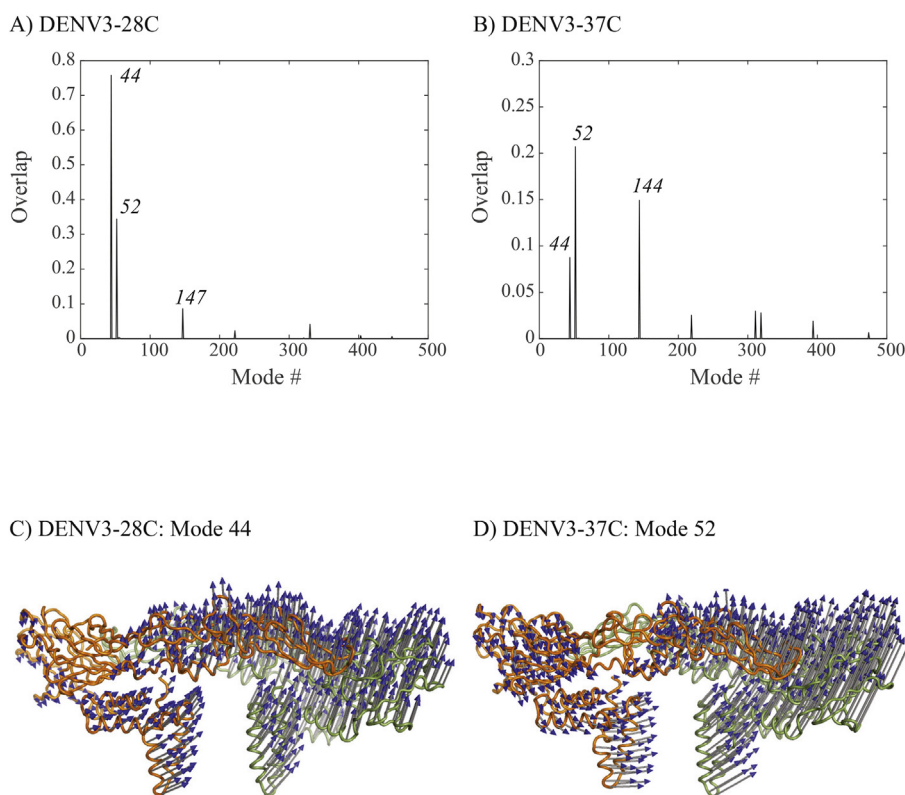 A) DENV3-28C
B) DENV3-37C
0.8
0.7
0.6
0.5
0.4
0.3
0.2
0.1
0
Overlap
44
52
147
0 100 200 300 400 500
Mode #
0.3
0.25
0.2
0.15
0.1
0.05
0
Overlap
52
144
44
0 100 200 300 400 500
Mode #
C) DENV3-28C: Mode 44
D) DENV3-37C: Mode 52